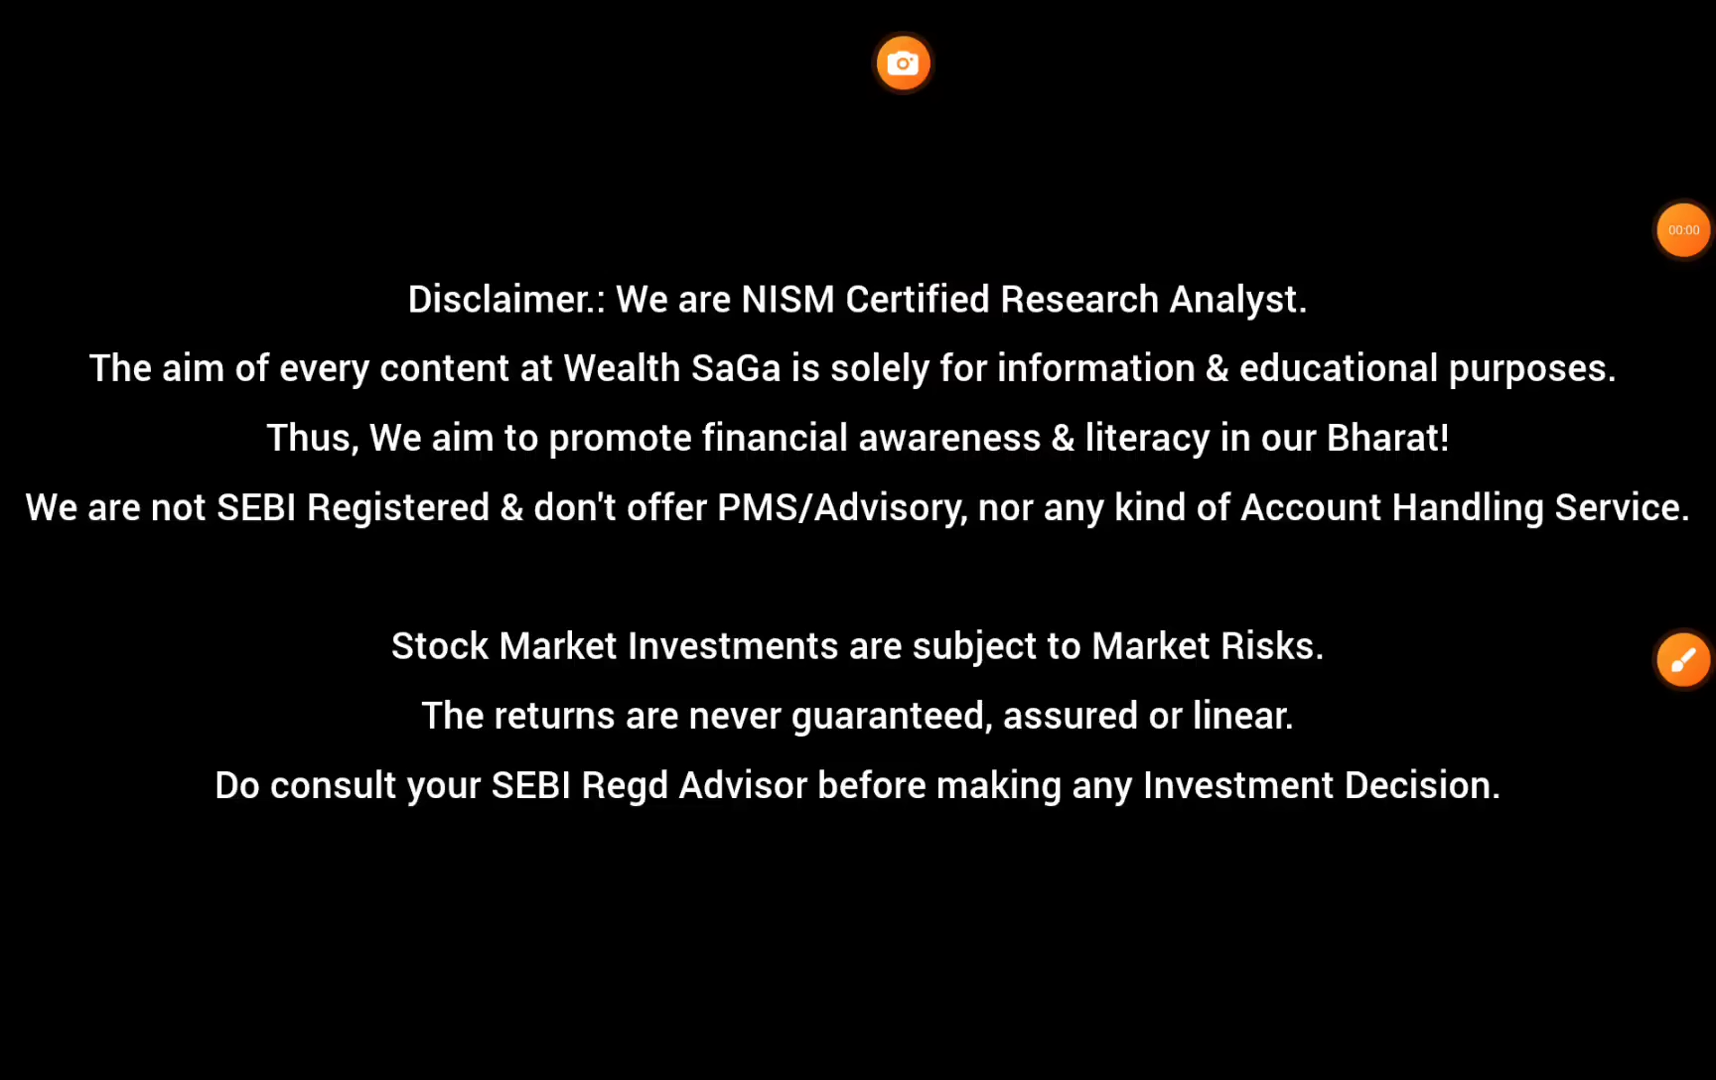 00:00
Disclaimer.: We are NISM Certified Research Analyst.
The aim of every content at Wealth SaGa is solely for information & educational purposes.
Thus, We aim to promote financial awareness & literacy in our Bharat!
We are not SEBI Registered & don't offer PMS/Advisory, nor any kind of Account Handling Service.
Stock Market Investments are subject to Market Risks.
The returns are never guaranteed, assured or linear.
Do consult your SEBI Regd Advisor before making any Investment Decision.